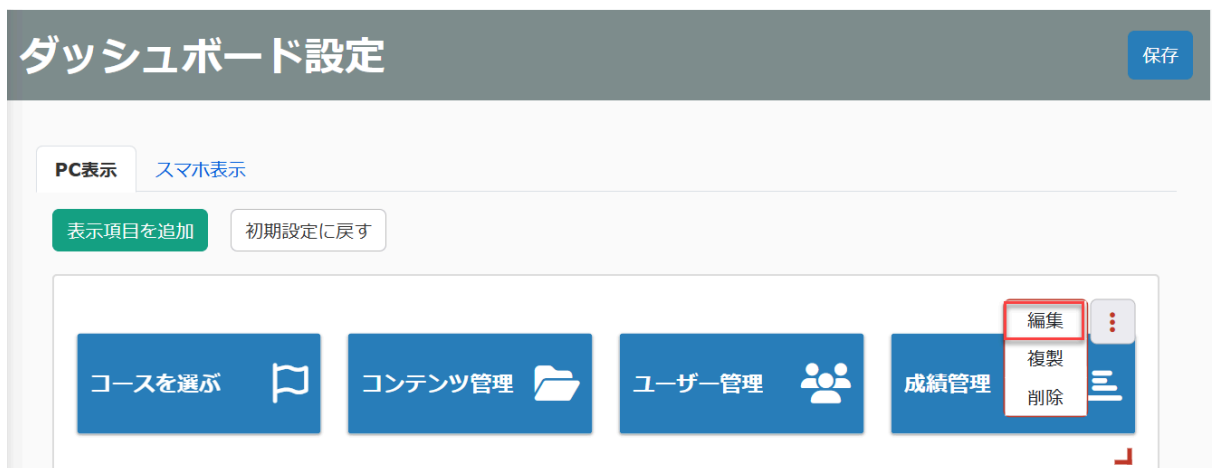 ダッシュボード設定
保存
PC表示
スマホ表示
表示項目を追加
初期設定に戻す
編集
複製
削除
コースを選ぶ
コンテンツ管理
ユーザー管理
成績管理